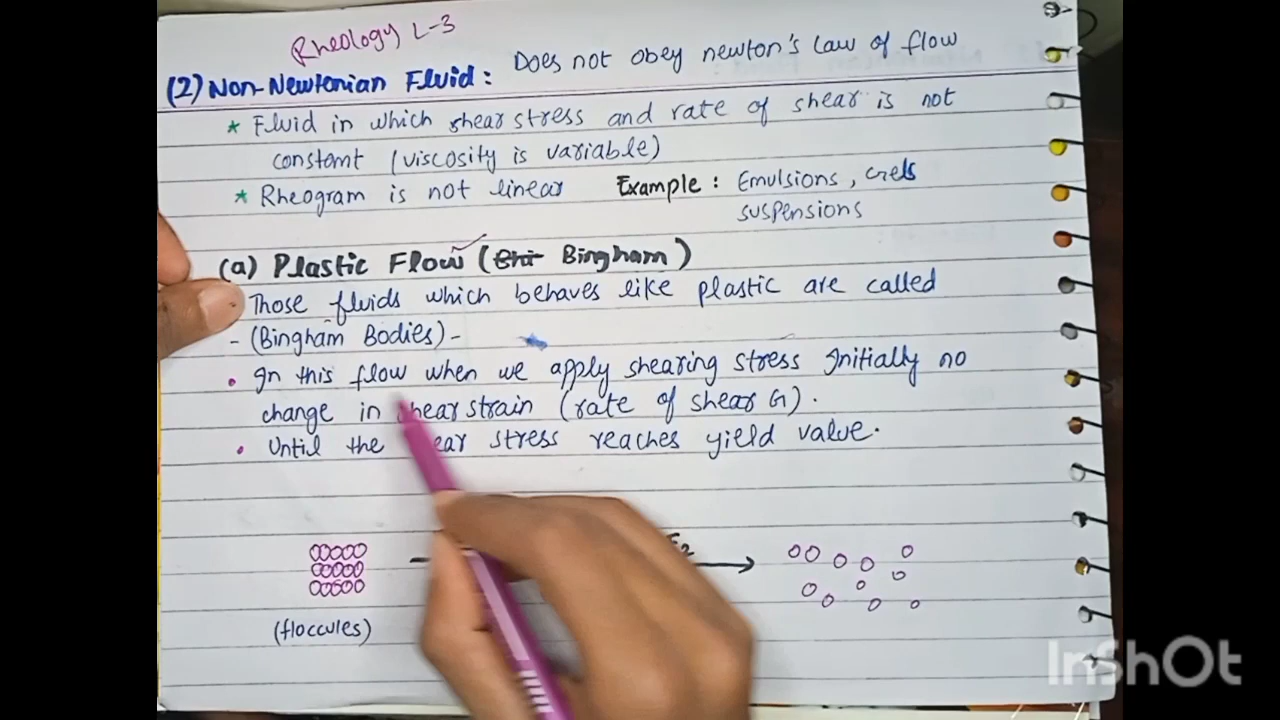 Rheology L-3
(2) Non-Newtonian Fluid: Does not obey newton's law of flow
* Fluid in which shear stress and rate of shear is not
constant (viscosity is variable)
* Rheogram is not linear Example: Emulsions, Gels
suspensions
(a) Plastic Flow ( Bingham)
· Those fluids which behaves like plastic are called
- (Bingham Bodies) -
· In this flow when we apply shearing stress Initially no
change in shear strain (rate of shear G).
· Until the stress reaches yield value.
(floccules)
InShOt